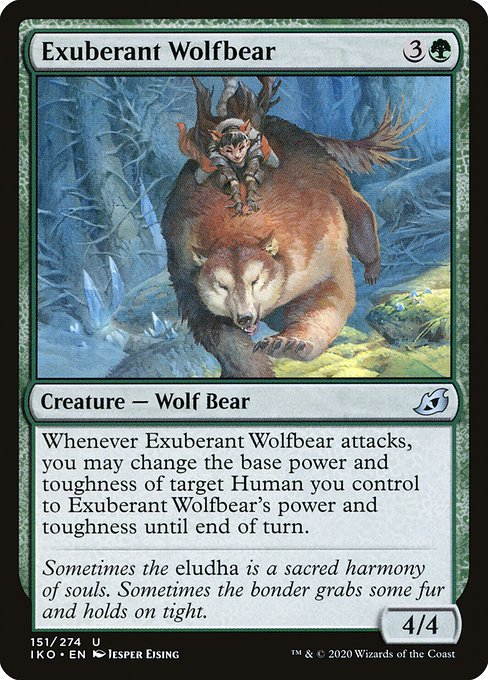 Exuberant Wolfbear 3
Creature — Wolf Bear
Whenever Exuberant Wolfbear attacks,
you may change the base power and
toughness of target Human you control
to Exuberant Wolfbear's power and
toughness until end of turn.
Sometimes the eludha is a sacred harmony
of souls. Sometimes the bonder grabs some fur
and holds on tight.
4/4
151/274 U
IKO • EN Jesper Ejsing ™ & © 2020 Wizards of the Coast